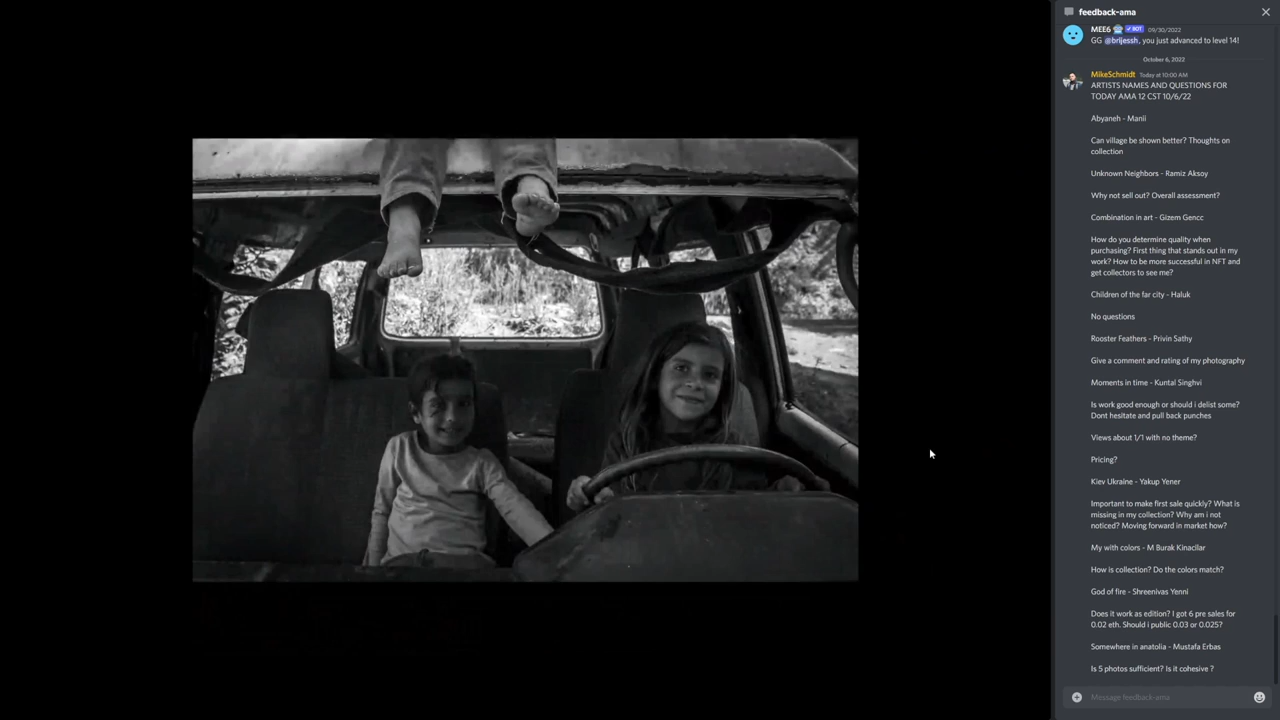 feedback-ama
MEE6 BOT 09/30/2022
GG @brijessh, you just advanced to level 14!
October 6, 2022
MikeSchmidt Today at 10:00 AM
ARTISTS NAMES AND QUESTIONS FOR
TODAY AMA 12 CST 10/6/22
Abyaneh - Manii
Can village be shown better? Thoughts on
collection
Unknown Neighbors - Ramiz Aksoy
Why not sell out? Overall assessment?
Combination in art - Gizem Gencc
How do you determine quality when
purchasing? First thing that stands out in my
work? How to be more successful in NFT and
get collectors to see me?
Children of the far city - Haluk
No questions
Rooster Feathers - Privin Sathy
Give a comment and rating of my photography
Moments in time - Kuntal Singhvi
Is work good enough or should i delist some?
Dont hesitate and pull back punches
Views about 1/1 with no theme?
Pricing?
Kiev Ukraine - Yakup Yener
Important to make first sale quickly? What is
missing in my collection? Why am i not
noticed? Moving forward in market how?
My with colors - M Burak Kinacilar
How is collection? Do the colors match?
God of fire - Shreenivas Yenni
Does it work as edition? I got 6 pre sales for
0.02 eth. Should i public 0.03 or 0.025?
Somewhere in anatolia - Mustafa Erbas
Is 5 photos sufficient? Is it cohesive ?
Message feedback-ama